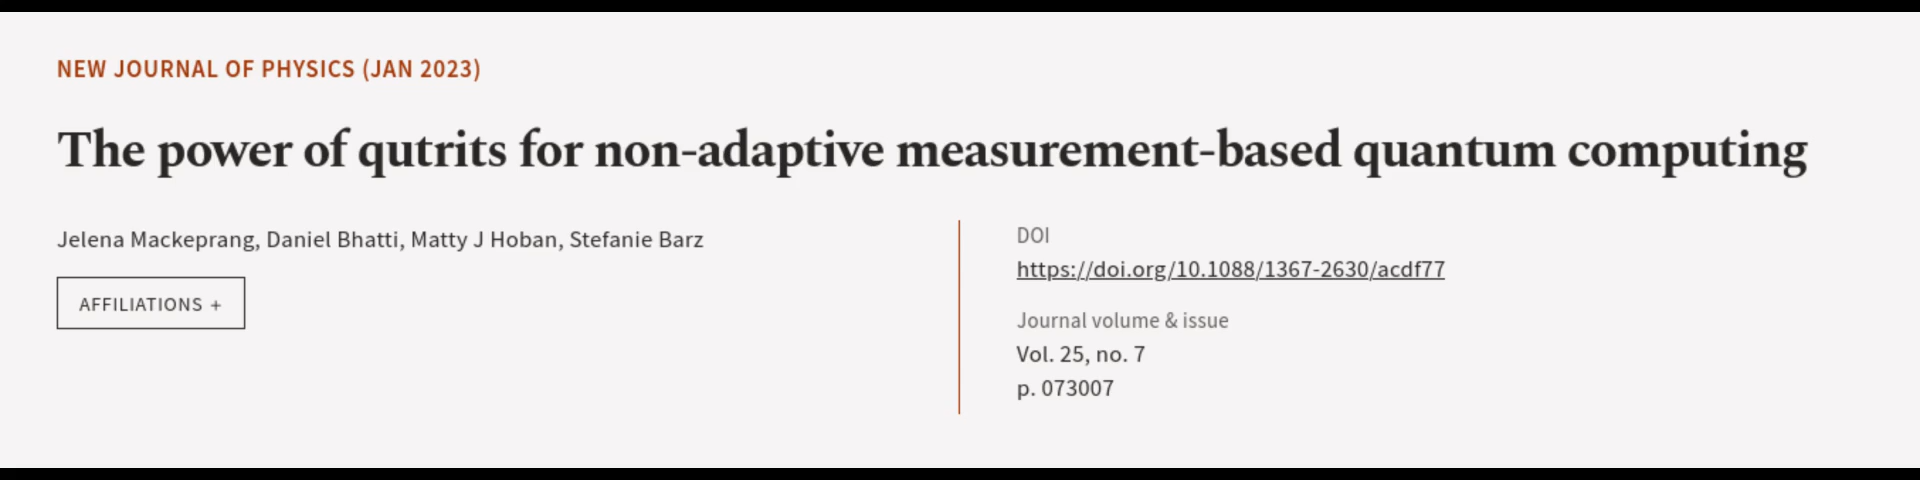 NEW JOURNAL OF PHYSICS (JAN 2023)
The power of qutrits for non-adaptive measurement-based quantum computing
Jelena Mackeprang, Daniel Bhatti, Matty J Hoban, Stefanie Barz
AFFILIATIONS +
DOI
https://doi.org/10.1088/1367-2630/acdf77
Journal volume & issue
Vol. 25, no. 7
p. 073007